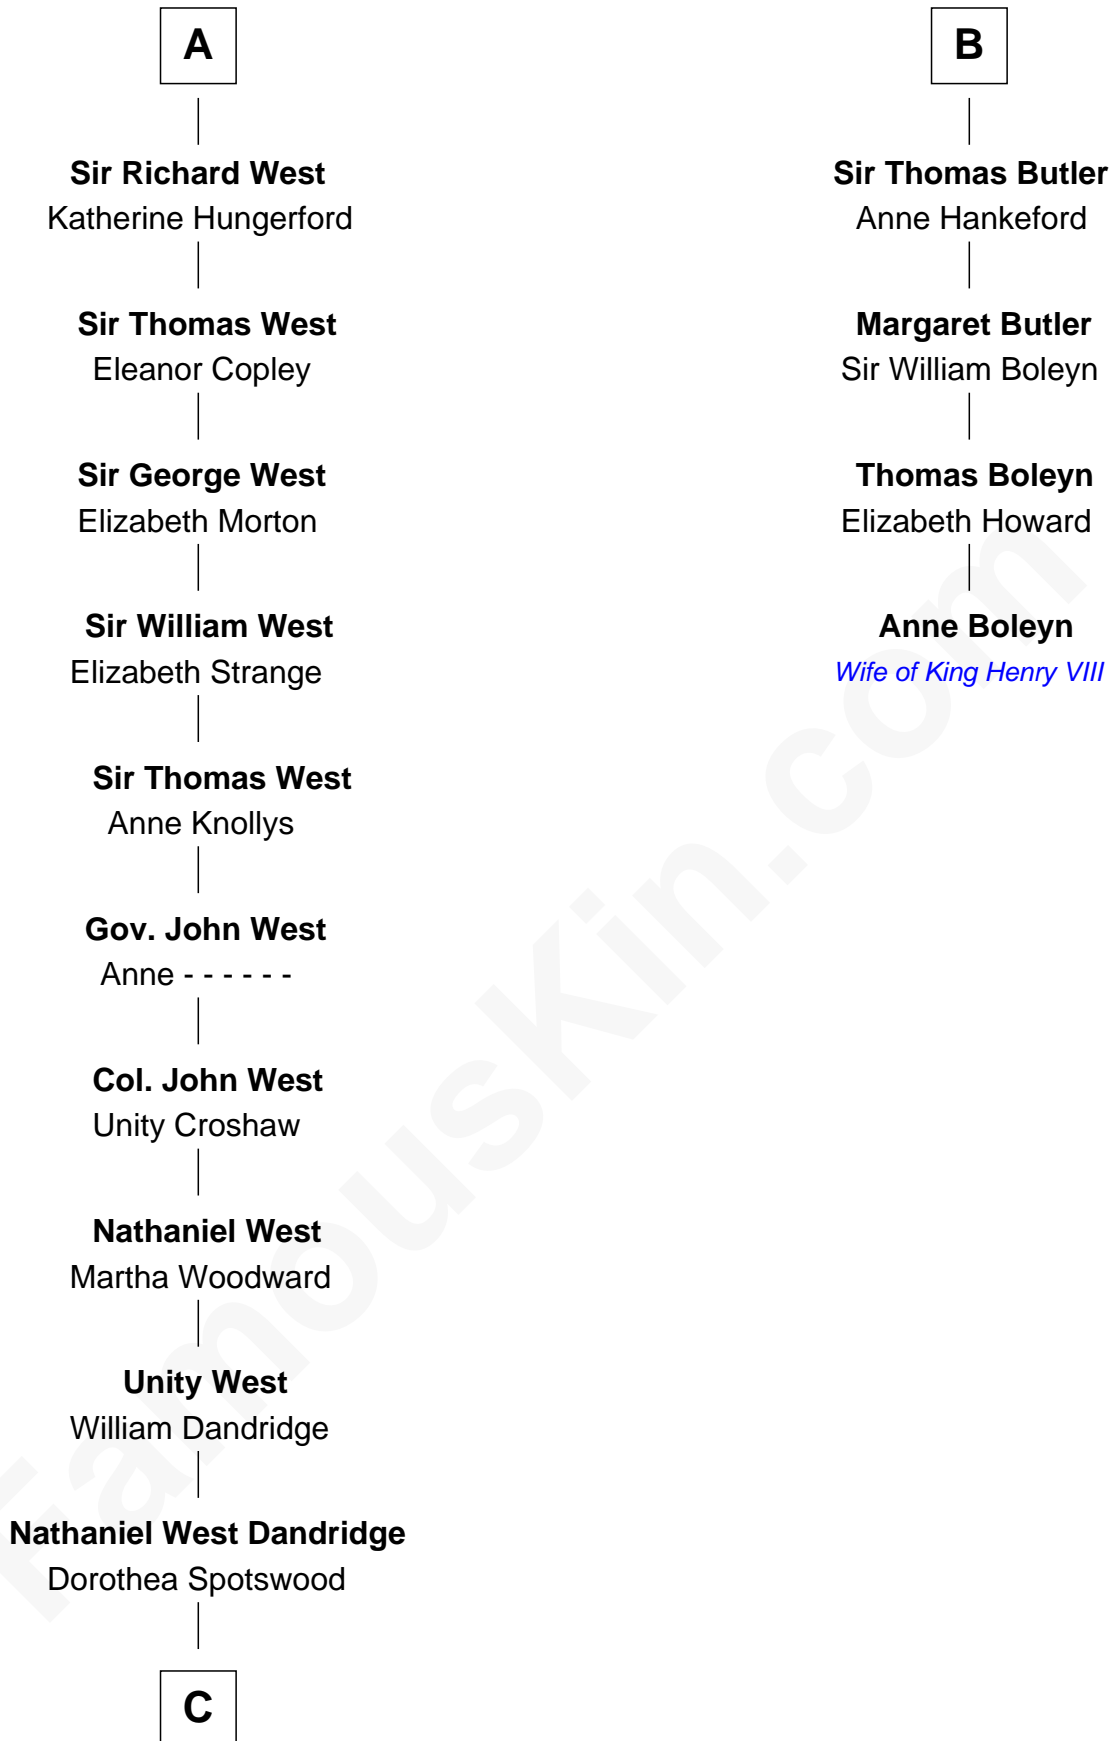 A
Sir Richard West
Katherine Hungerford
Sir Thomas West
Eleanor Copley
Sir George West
Elizabeth Morton
Sir William West
Elizabeth Strange
Sir Thomas West
Anne Knollys
Gov. John West
Anne - - - - - -
Col. John West
Unity Croshaw
Nathaniel West
Martha Woodward
Unity West
William Dandridge
Nathaniel West Dandridge
Dorothea Spotswood
C
B
Sir Thomas Butler
Anne Hankeford
Margaret Butler
Sir William Boleyn
Thomas Boleyn
Elizabeth Howard
Anne Boleyn
Wife of King Henry VIII
FamousKin.com